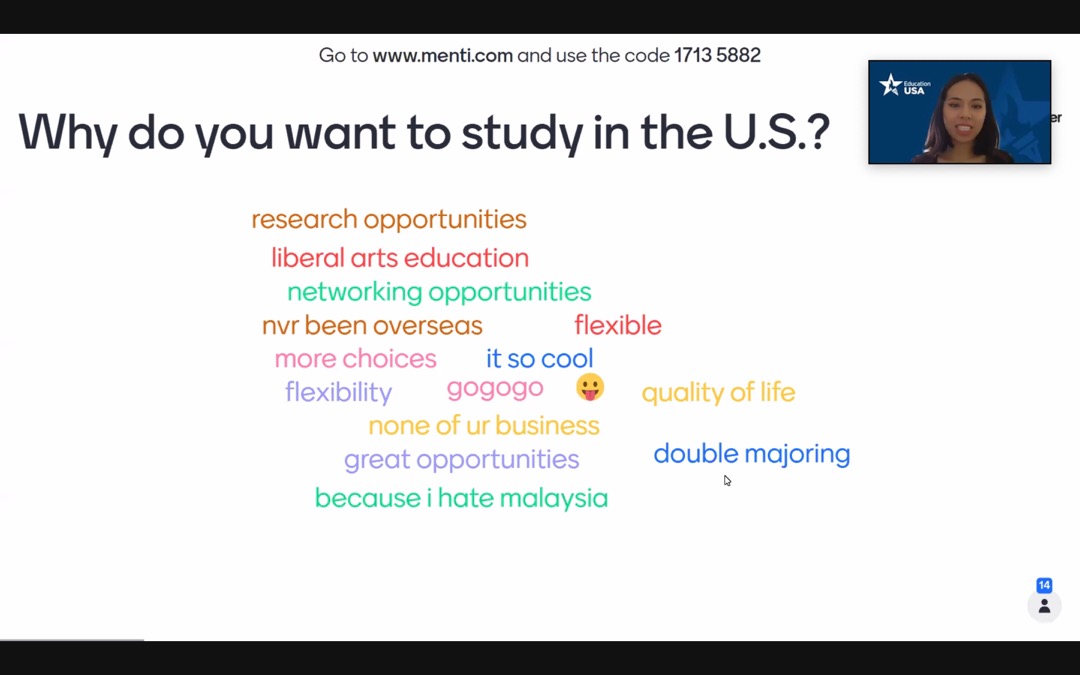 Go to www.menti.com and use the code 1713 5882
Education
USA
er
Why do you want to study in the U.S.?
research opportunities
liberal arts education
networking opportunities
nvr been overseas
flexible
more choices
it so cool
flexibility
gogogo
😛
quality of life
none of ur business
great opportunities
double majoring
because i hate malaysia
14